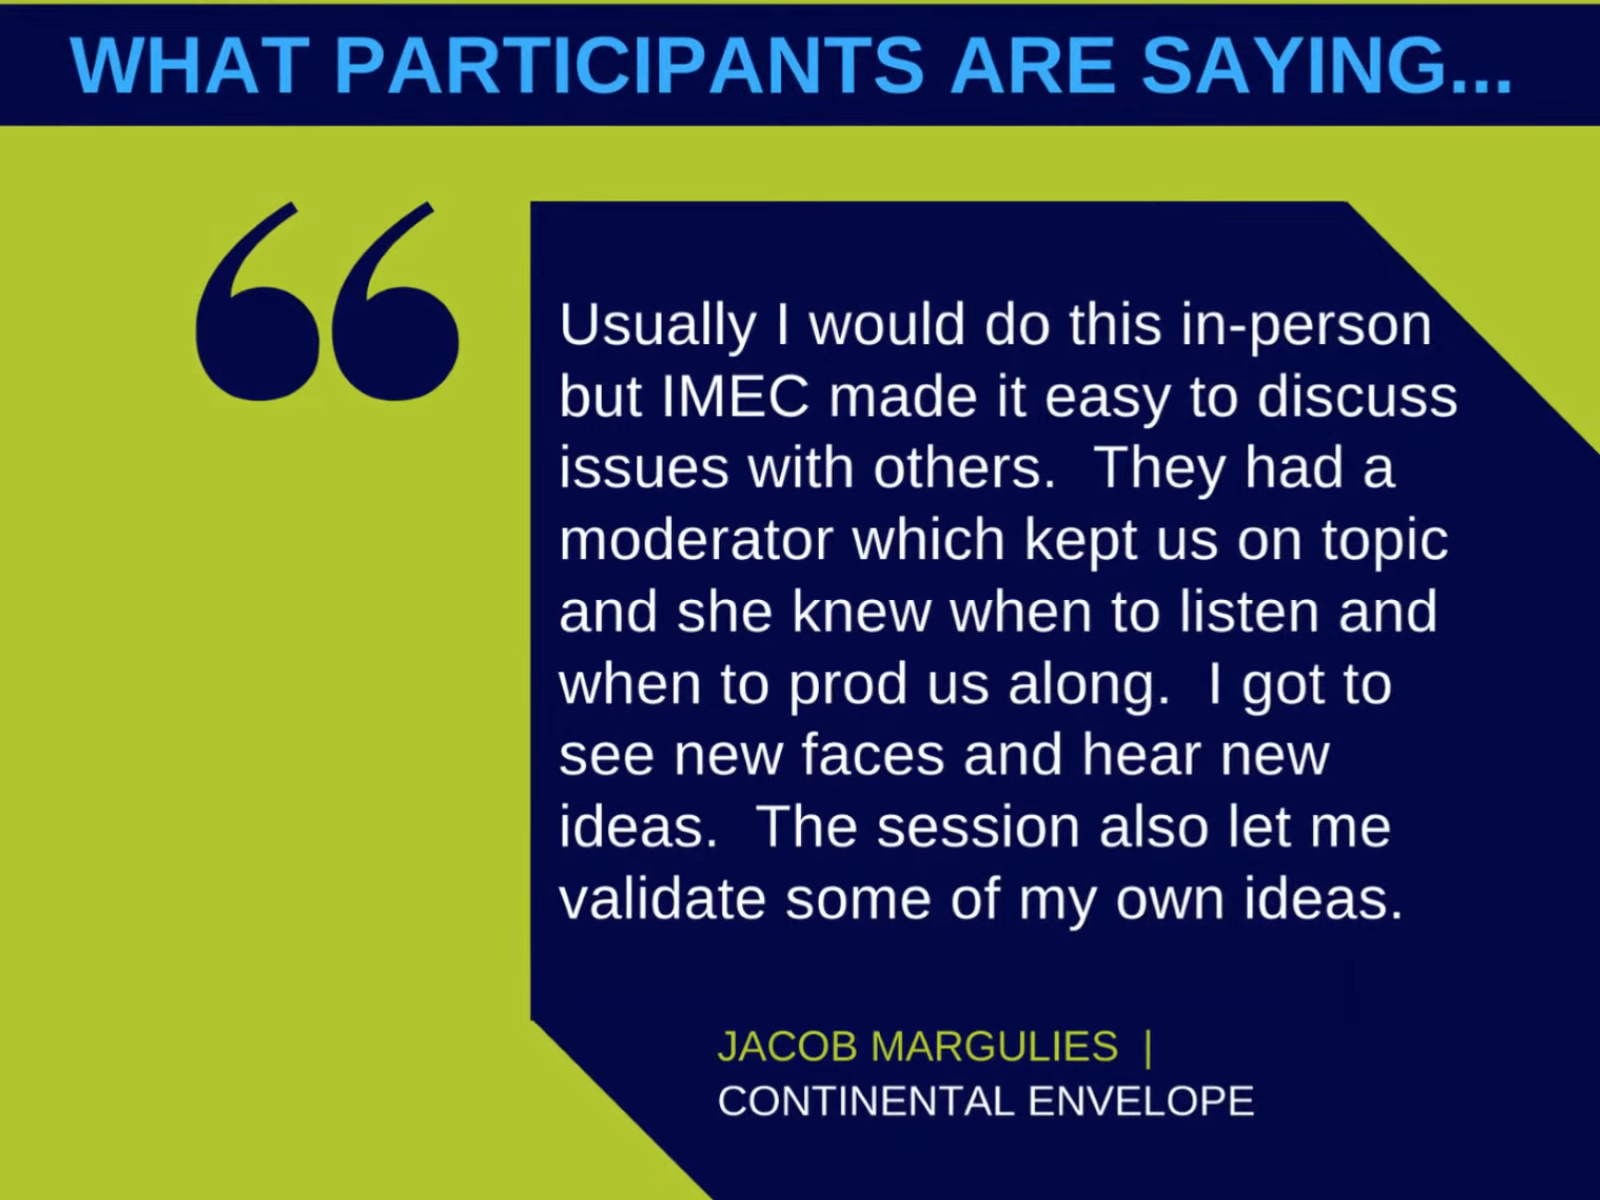 WHAT PARTICIPANTS ARE SAYING...
Usually I would do this in-person
but IMEC made it easy to discuss
issues with others.  They had a
moderator which kept us on topic
and she knew when to listen and
when to prod us along.  I got to
see new faces and hear new
ideas.  The session also let me
validate some of my own ideas.
JACOB MARGULIES  |
CONTINENTAL ENVELOPE